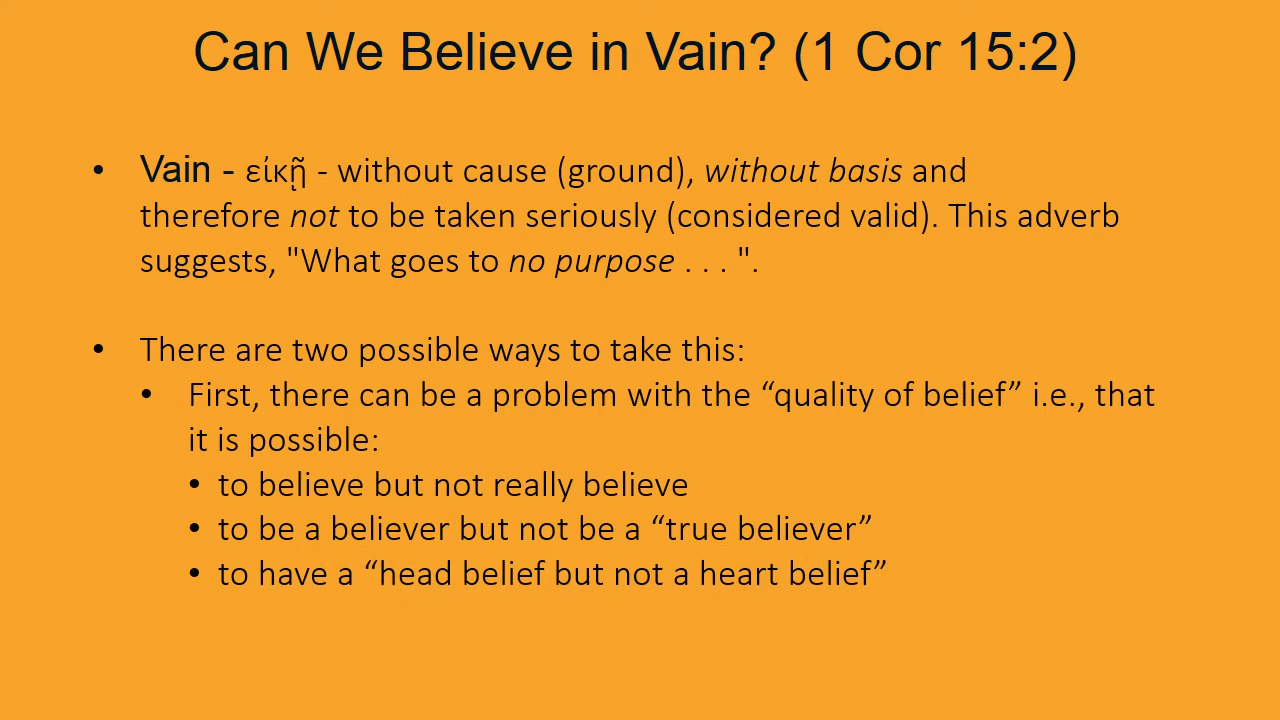 Can We Believe in Vain? (1 Cor 15:2)
• Vain - εἰκῇ - without cause (ground), without basis and
therefore not to be taken seriously (considered valid). This adverb
suggests, "What goes to no purpose . . . ".
• There are two possible ways to take this:
• First, there can be a problem with the “quality of belief” i.e., that
it is possible:
• to believe but not really believe
• to be a believer but not be a “true believer”
• to have a “head belief but not a heart belief”